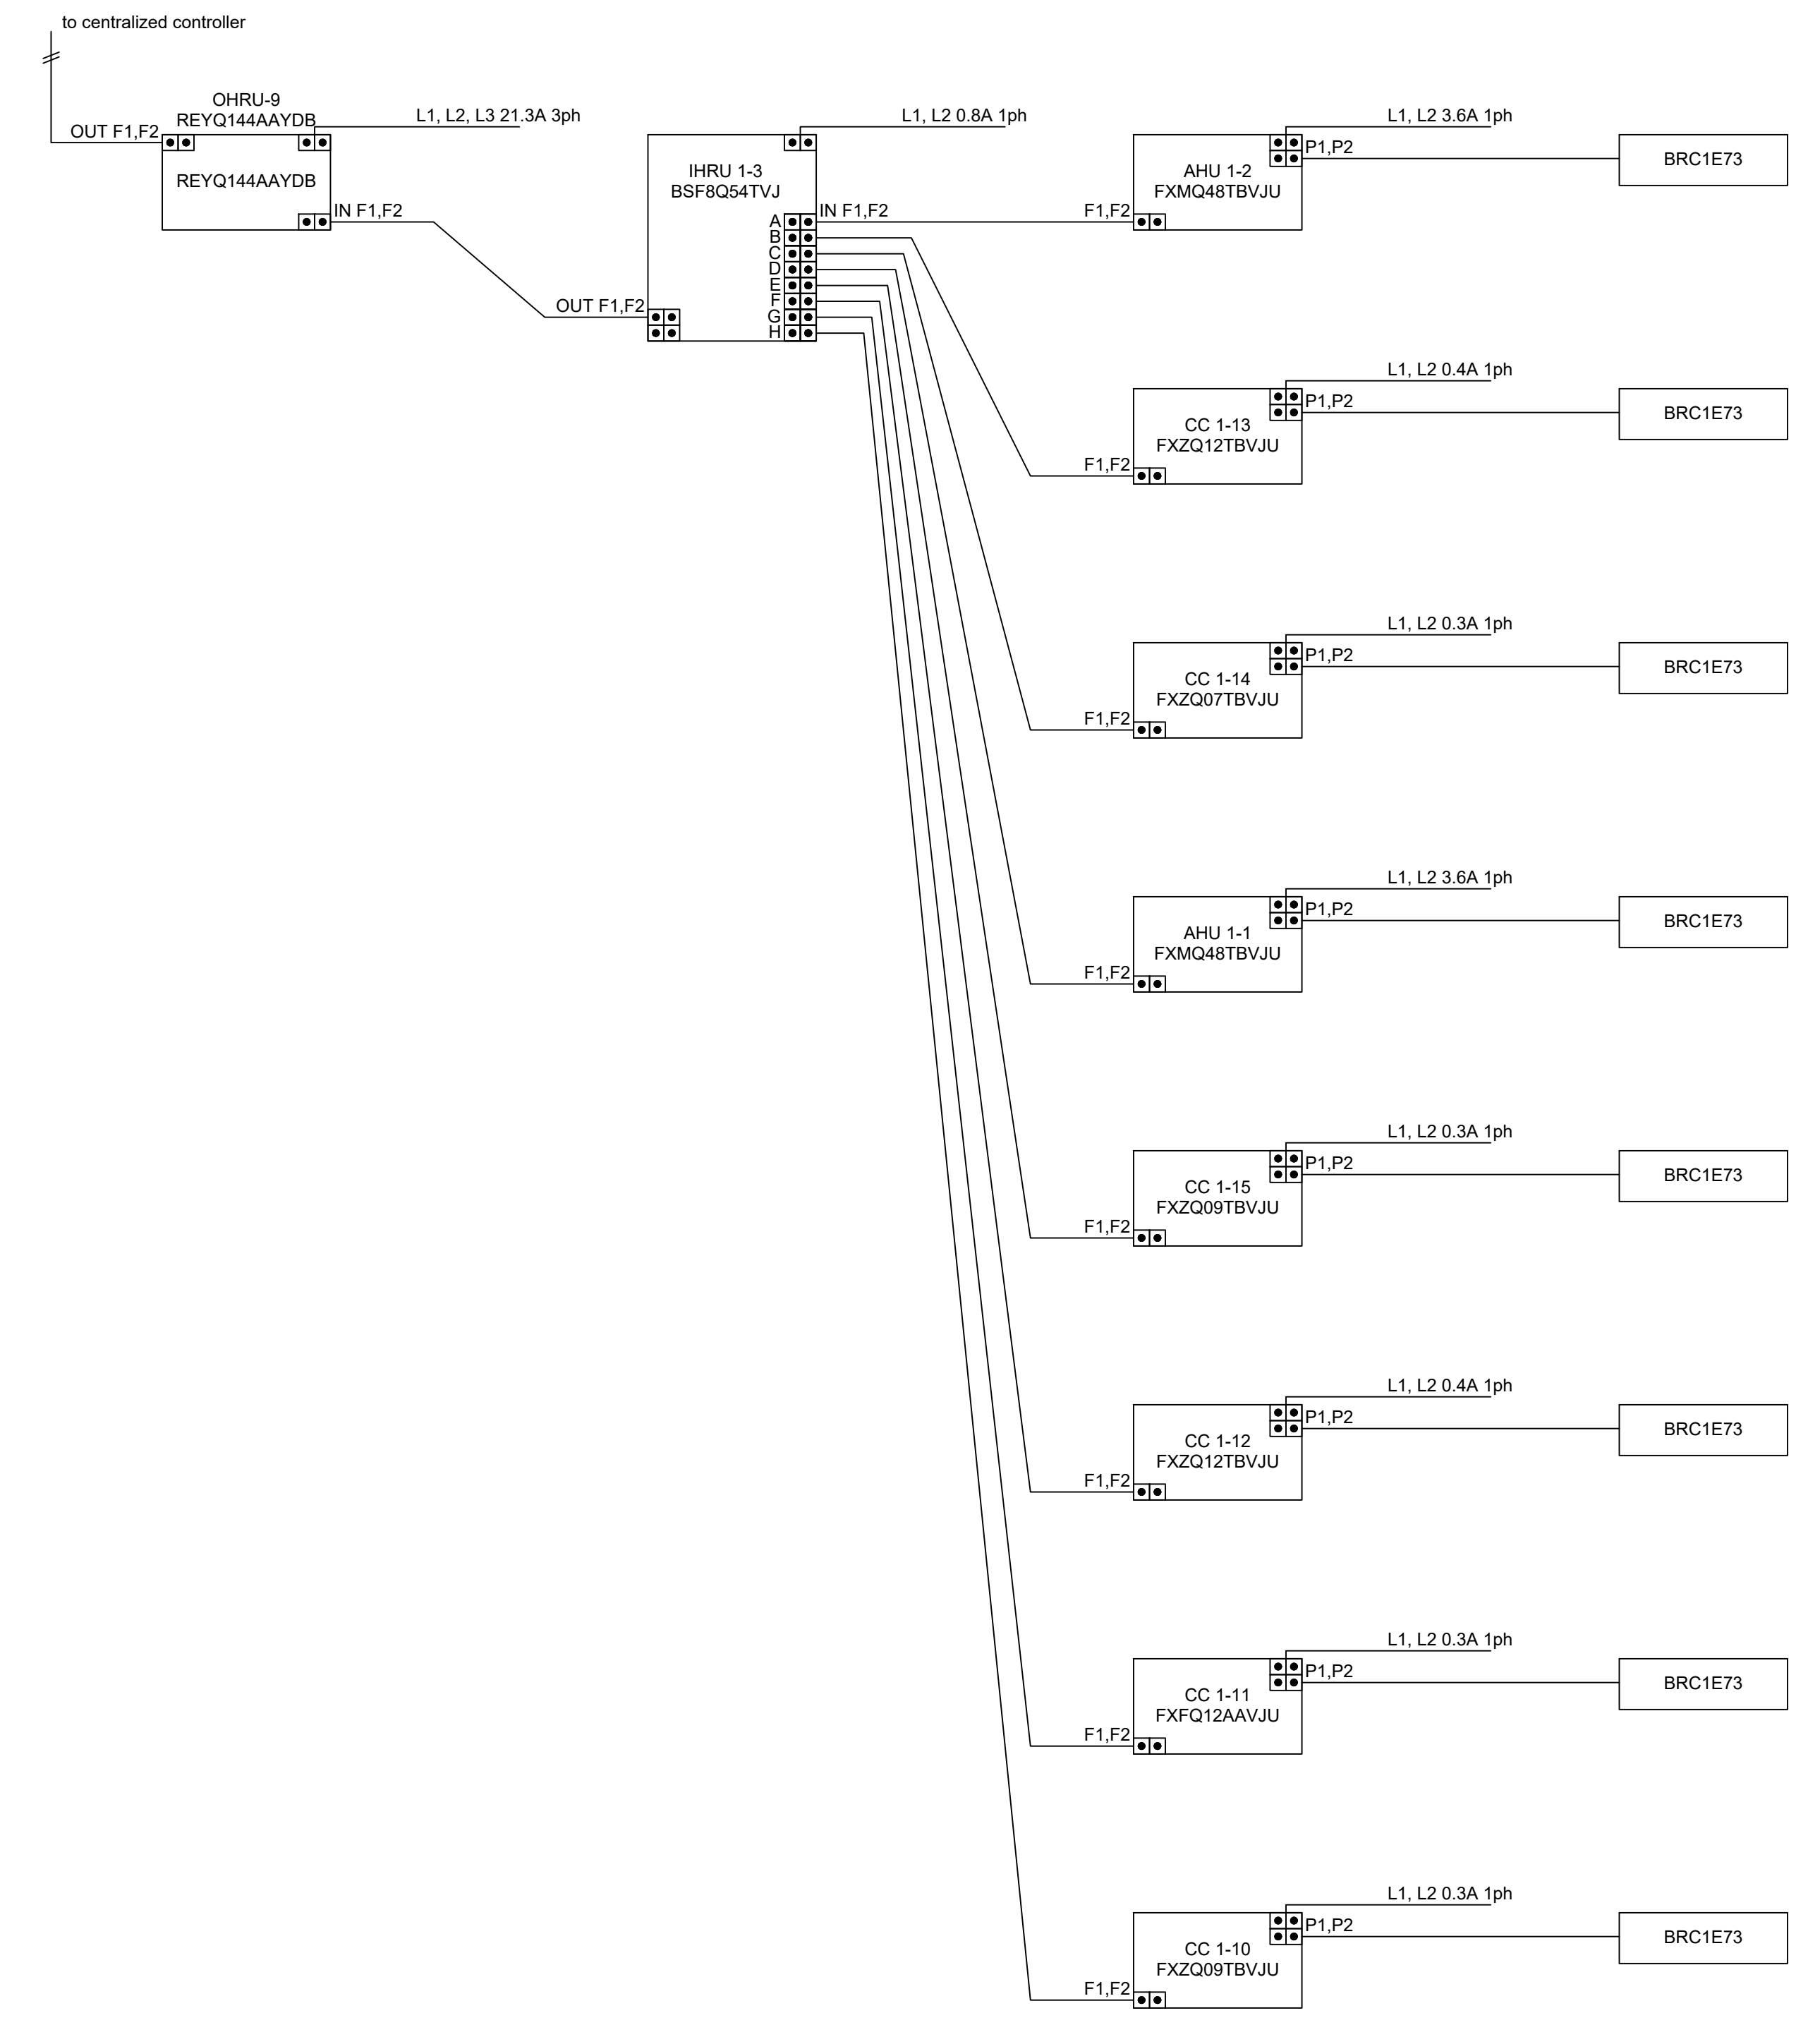 to centralized controller
OHRU-9
REYQ144AAYDB
OUT F1,F2
L1, L2, L3 21.3A 3ph
REYQ144AAYDB
IN F1,F2
L1, L2 0.8A 1ph
IHRU 1-3
BSF8Q54TVJ
A
IN F1,F2
B
C
D
E
F
G
H
OUT F1,F2
L1, L2 3.6A 1ph
P1,P2
AHU 1-2
FXMQ48TBVJU
F1,F2
BRC1E73
L1, L2 0.4A 1ph
P1,P2
CC 1-13
FXZQ12TBVJU
F1,F2
BRC1E73
L1, L2 0.3A 1ph
P1,P2
CC 1-14
FXZQ07TBVJU
F1,F2
BRC1E73
L1, L2 3.6A 1ph
P1,P2
AHU 1-1
FXMQ48TBVJU
F1,F2
BRC1E73
L1, L2 0.3A 1ph
P1,P2
CC 1-15
FXZQ09TBVJU
F1,F2
BRC1E73
L1, L2 0.4A 1ph
P1,P2
CC 1-12
FXZQ12TBVJU
F1,F2
BRC1E73
L1, L2 0.3A 1ph
P1,P2
CC 1-11
FXFQ12AAVJU
F1,F2
BRC1E73
L1, L2 0.3A 1ph
P1,P2
CC 1-10
FXZQ09TBVJU
F1,F2
BRC1E73